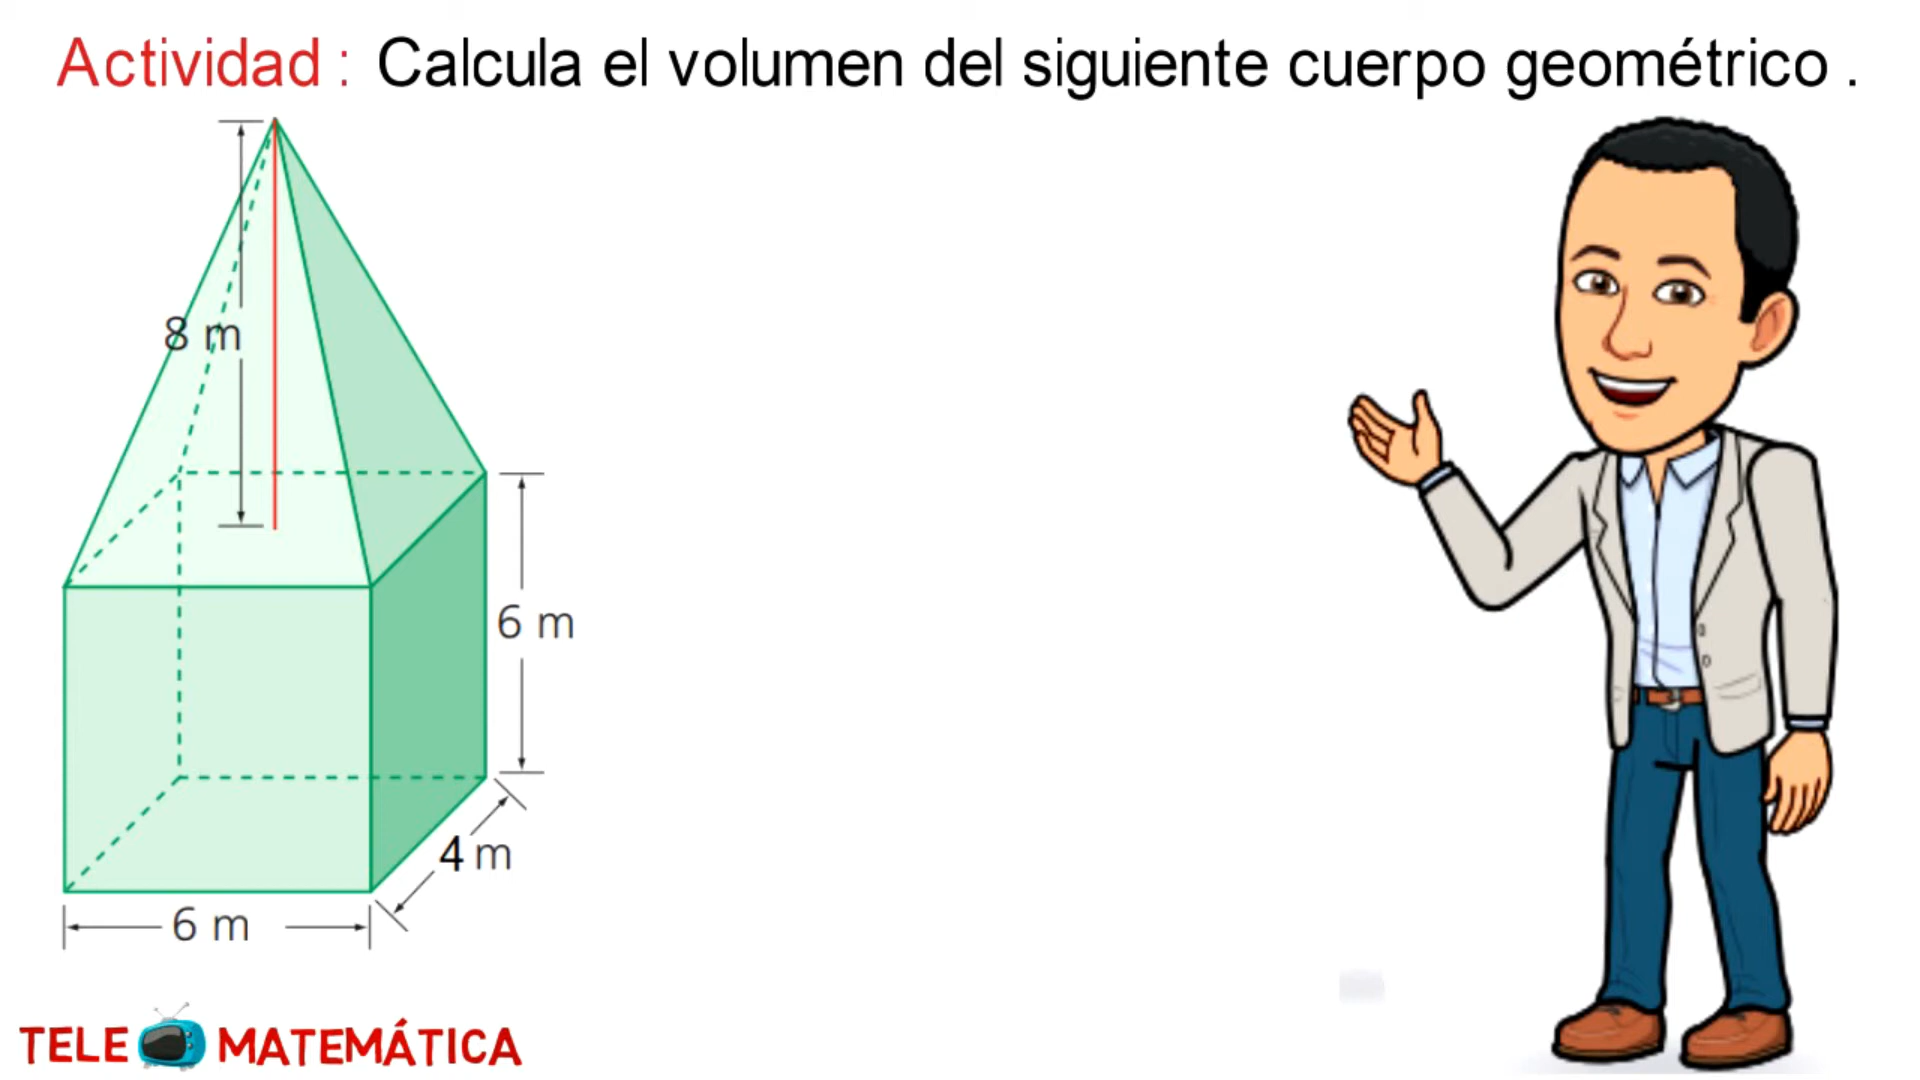 Actividad : Calcula el volumen del siguiente cuerpo geométrico .
8 m
6 m
4 m
6 m
TELE MATEMÁTICA